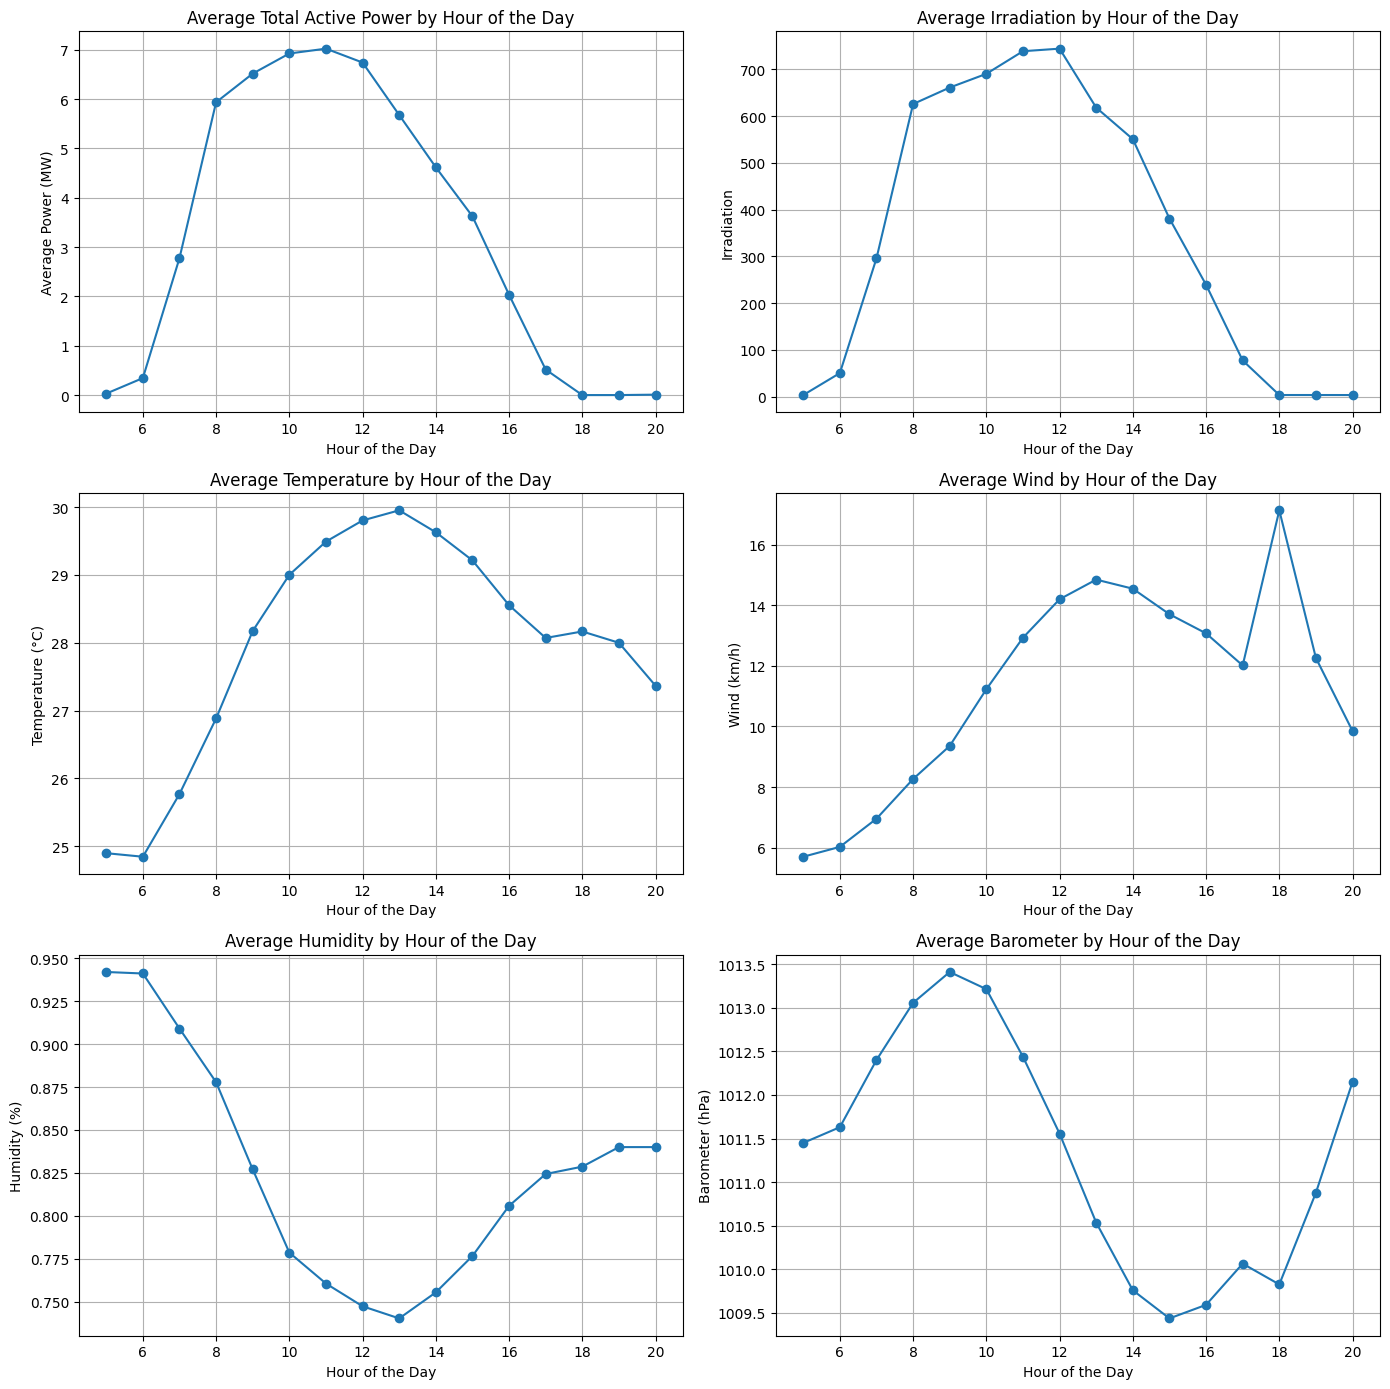 Average Total Active Power by Hour of the Day
Average Power (MW)
7
6
5
4
3
2
1
0
6 8 10 12 14 16 18 20
Hour of the Day
Average Irradiation by Hour of the Day
Irradiation
700
600
500
400
300
200
100
0
6 8 10 12 14 16 18 20
Hour of the Day
Average Temperature by Hour of the Day
Temperature (°C)
30
29
28
27
26
25
6 8 10 12 14 16 18 20
Hour of the Day
Average Wind by Hour of the Day
Wind (km/h)
16
14
12
10
8
6
6 8 10 12 14 16 18 20
Hour of the Day
Average Humidity by Hour of the Day
Humidity (%)
0.950
0.925
0.900
0.875
0.850
0.825
0.800
0.775
0.750
6 8 10 12 14 16 18 20
Hour of the Day
Average Barometer by Hour of the Day
Barometer (hPa)
1013.5
1013.0
1012.5
1012.0
1011.5
1011.0
1010.5
1010.0
1009.5
6 8 10 12 14 16 18 20
Hour of the Day